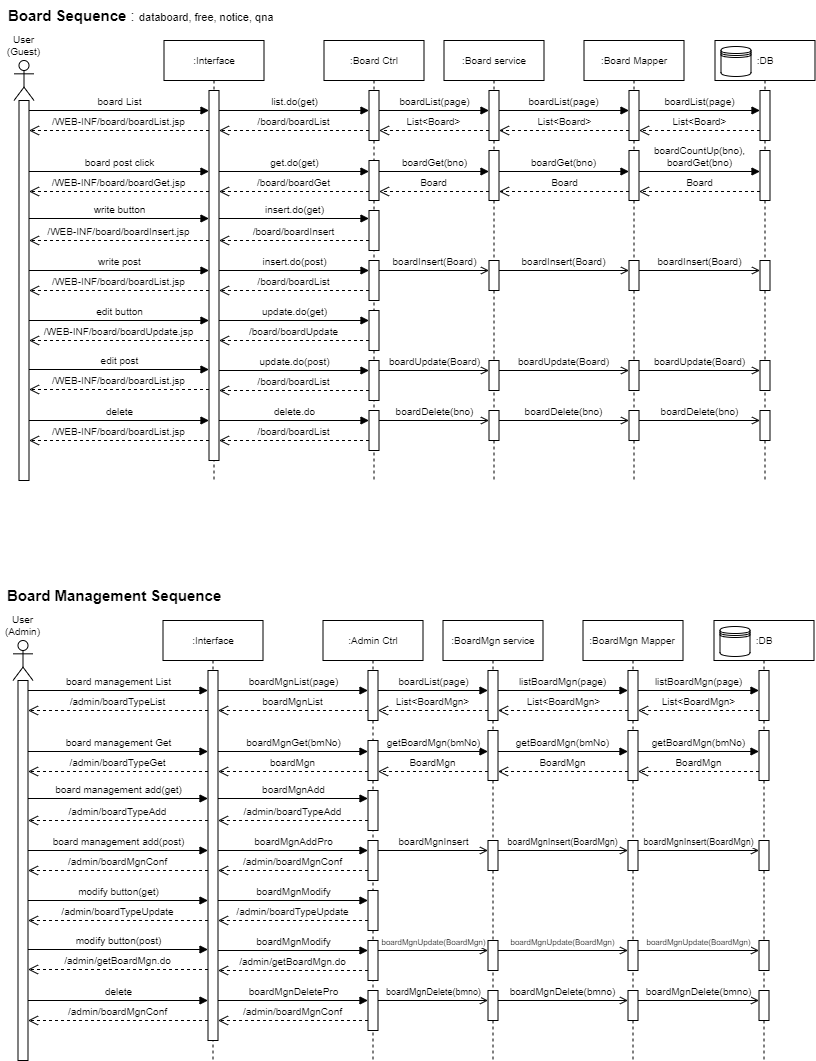 Board Sequence : databoard, free, notice, qna
User
(Guest)
:Interface
:Board Ctrl
:Board service
:Board Mapper
:DB
board List
list.do(get)
boardList(page)
boardList(page)
boardList(page)
/WEB-INF/board/boardList.jsp
/board/boardList
List<Board>
List<Board>
List<Board>
boardCountUp(bno),
board post click
get.do(get)
boardGet(bno)
boardGet(bno)
boardGet(bno)
/WEB-INF/board/boardGet.jsp
/board/boardGet
Board
Board
Board
write button
insert.do(get)
/WEB-INF/board/boardInsert.jsp
/board/boardInsert
write post
insert.do(post)
boardInsert(Board)
boardInsert(Board)
boardInsert(Board)
/WEB-INF/board/boardList.jsp
/board/boardList
edit button
update.do(get)
/WEB-INF/board/boardUpdate.jsp
/board/boardUpdate
edit post
update.do(post)
boardUpdate(Board)
boardUpdate(Board)
boardUpdate(Board)
/WEB-INF/board/boardList.jsp
/board/boardList
delete
delete.do
boardDelete(bno)
boardDelete(bno)
boardDelete(bno)
/WEB-INF/board/boardList.jsp
/board/boardList
Board Management Sequence
User
(Admin)
:Interface
:Admin Ctrl
:BoardMgn service
:BoardMgn Mapper
:DB
board management List
boardMgnList(page)
boardList(page)
listBoardMgn(page)
listBoardMgn(page)
/admin/boardTypeList
boardMgnList
List<BoardMgn>
List<BoardMgn>
List<BoardMgn>
board management Get
boardMgnGet(bmNo)
getBoardMgn(bmNo)
getBoardMgn(bmNo)
getBoardMgn(bmNo)
/admin/boardTypeGet
boardMgn
BoardMgn
BoardMgn
BoardMgn
board management add(get)
boardMgnAdd
/admin/boardTypeAdd
/admin/boardTypeAdd
board management add(post)
boardMgnAddPro
boardMgnInsert
boardMgnInsert(BoardMgn)
boardMgnInsert(BoardMgn)
/admin/boardMgnConf
/admin/boardMgnConf
modify button(get)
boardMgnModify
/admin/boardTypeUpdate
/admin/boardTypeUpdate
modify button(post)
boardMgnModify
boardMgnUpdate(BoardMgn)
boardMgnUpdate(BoardMgn)
boardMgnUpdate(BoardMgn)
/admin/getBoardMgn.do
/admin/getBoardMgn.do
delete
boardMgnDeletePro
boardMgnDelete(bmno)
boardMgnDelete(bmno)
boardMgnDelete(bmno)
/admin/boardMgnConf
/admin/boardMgnConf